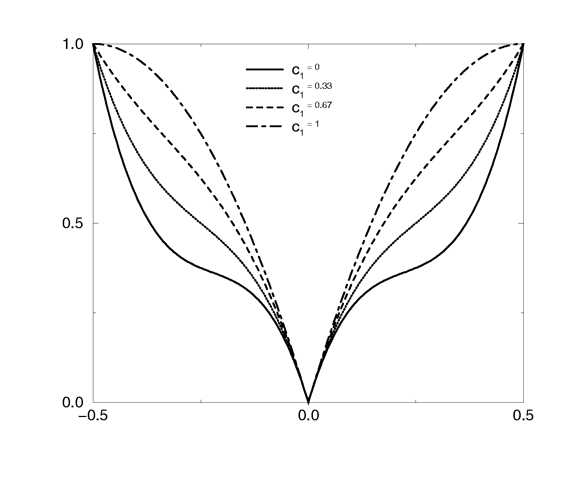 1.0
C1 = 0
C1 = 0.33
C1 = 0.67
C1 = 1
0.5
0.0
−0.5 0.0 0.5